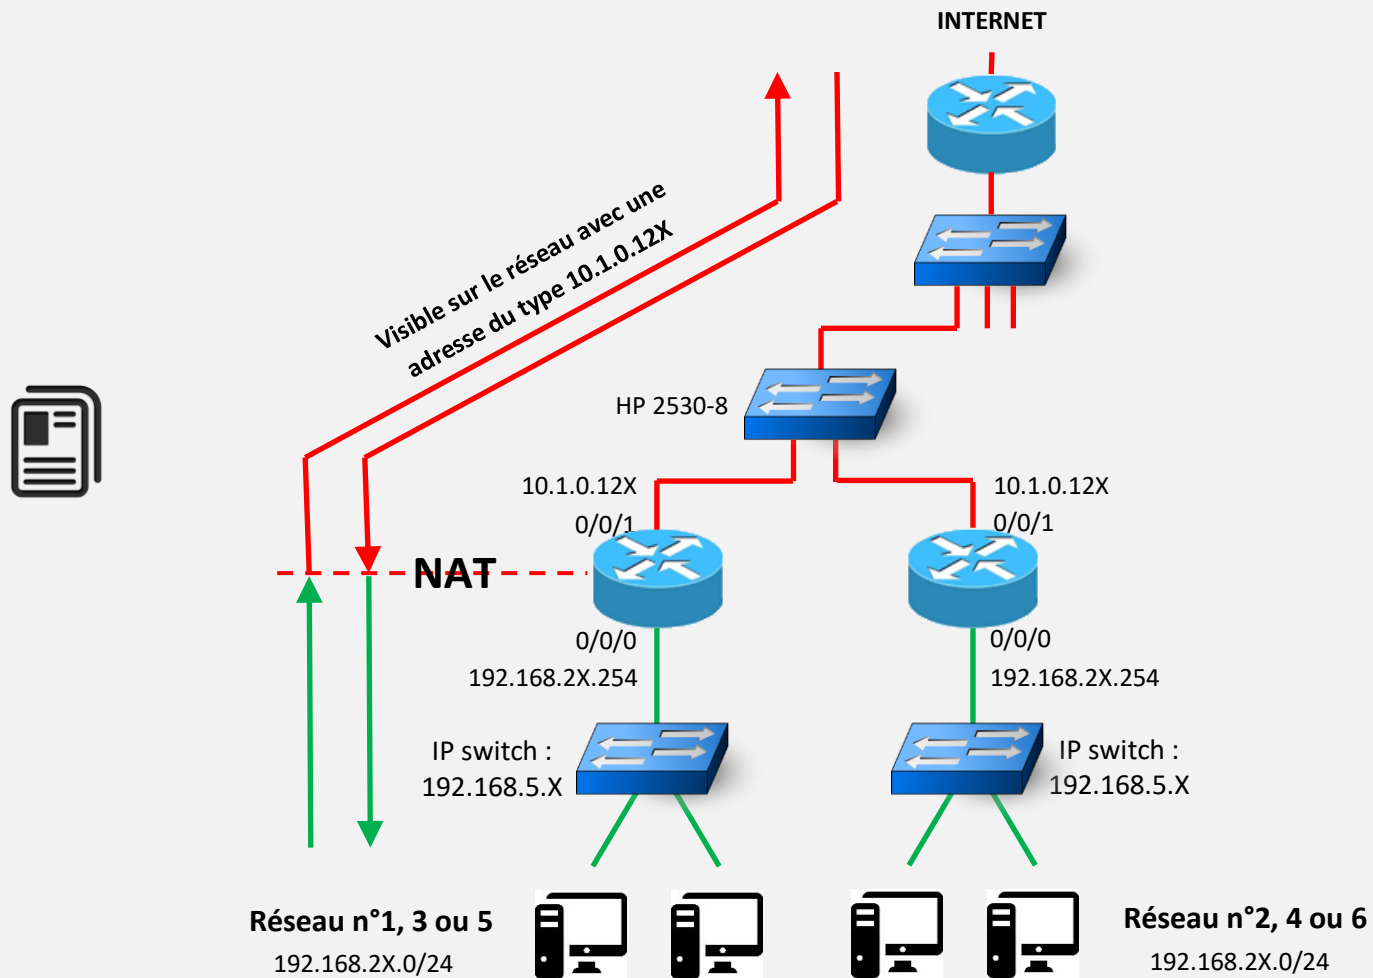 INTERNET
Visible sur le réseau avec une
adresse du type 10.1.0.12X
HP 2530-8
10.1.0.12X
10.1.0.12X
0/0/1
0/0/1
NAT
0/0/0
0/0/0
192.168.2X.254
192.168.2X.254
IP switch :
192.168.5.X
IP switch :
192.168.5.X
Réseau n°1, 3 ou 5
192.168.2X.0/24
Réseau n°2, 4 ou 6
192.168.2X.0/24